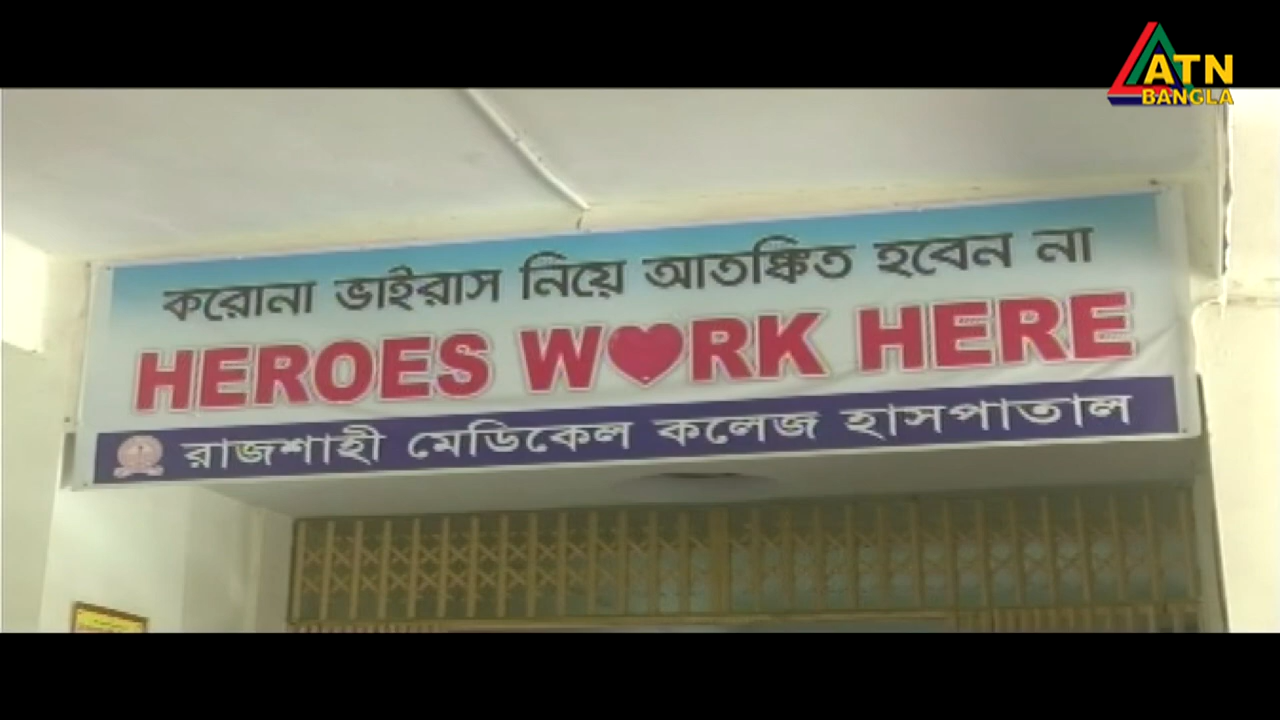 ATN
BANGLA
করোনা ভাইরাস নিয়ে আতঙ্কিত হবেন না
HEROES W❤RK HERE
রাজশাহী মেডিকেল কলেজ হাসপাতাল